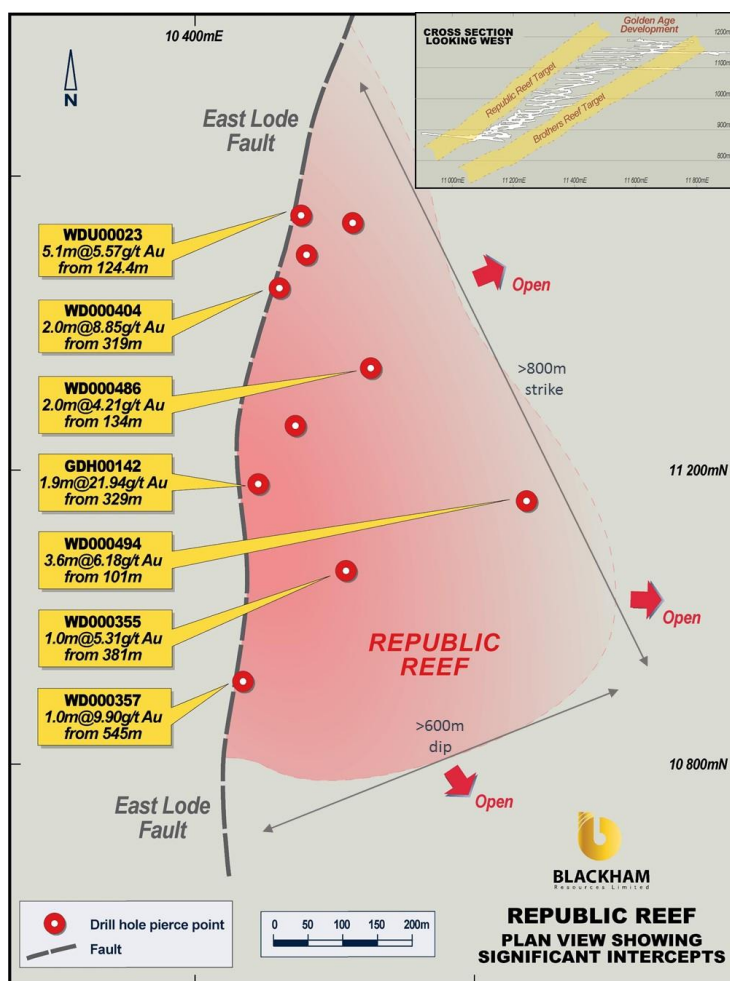 10 400mE
CROSS SECTION
LOOKING WEST
Golden Age
Development
Republic Reef Target
Brothers Reef Target
1200mE
1100mE
1000mE
900mE
800mE
11 000mE
11 200mE
11 400mE
11 600mE
11 800mE
N
East Lode
Fault
WDU00023
5.1m@5.57g/t Au
from 124.4m
WD000404
2.0m@8.85g/t Au
from 319m
WD000486
2.0m@4.21g/t Au
from 134m
GDH00142
1.9m@21.94g/t Au
from 329m
WD000494
3.6m@6.18g/t Au
from 101m
WD000355
1.0m@5.31g/t Au
from 381m
WD000357
1.0m@9.90g/t Au
from 545m
Open
>800m
strike
11 200mN
Open
REPUBLIC
REEF
>600m
dip
10 800mN
Open
East Lode
Fault
BLACKHAM
Resources Limited
REPUBLIC REEF
PLAN VIEW SHOWING
SIGNIFICANT INTERCEPTS
Drill hole pierce point
Fault
0 50 100 150 200m